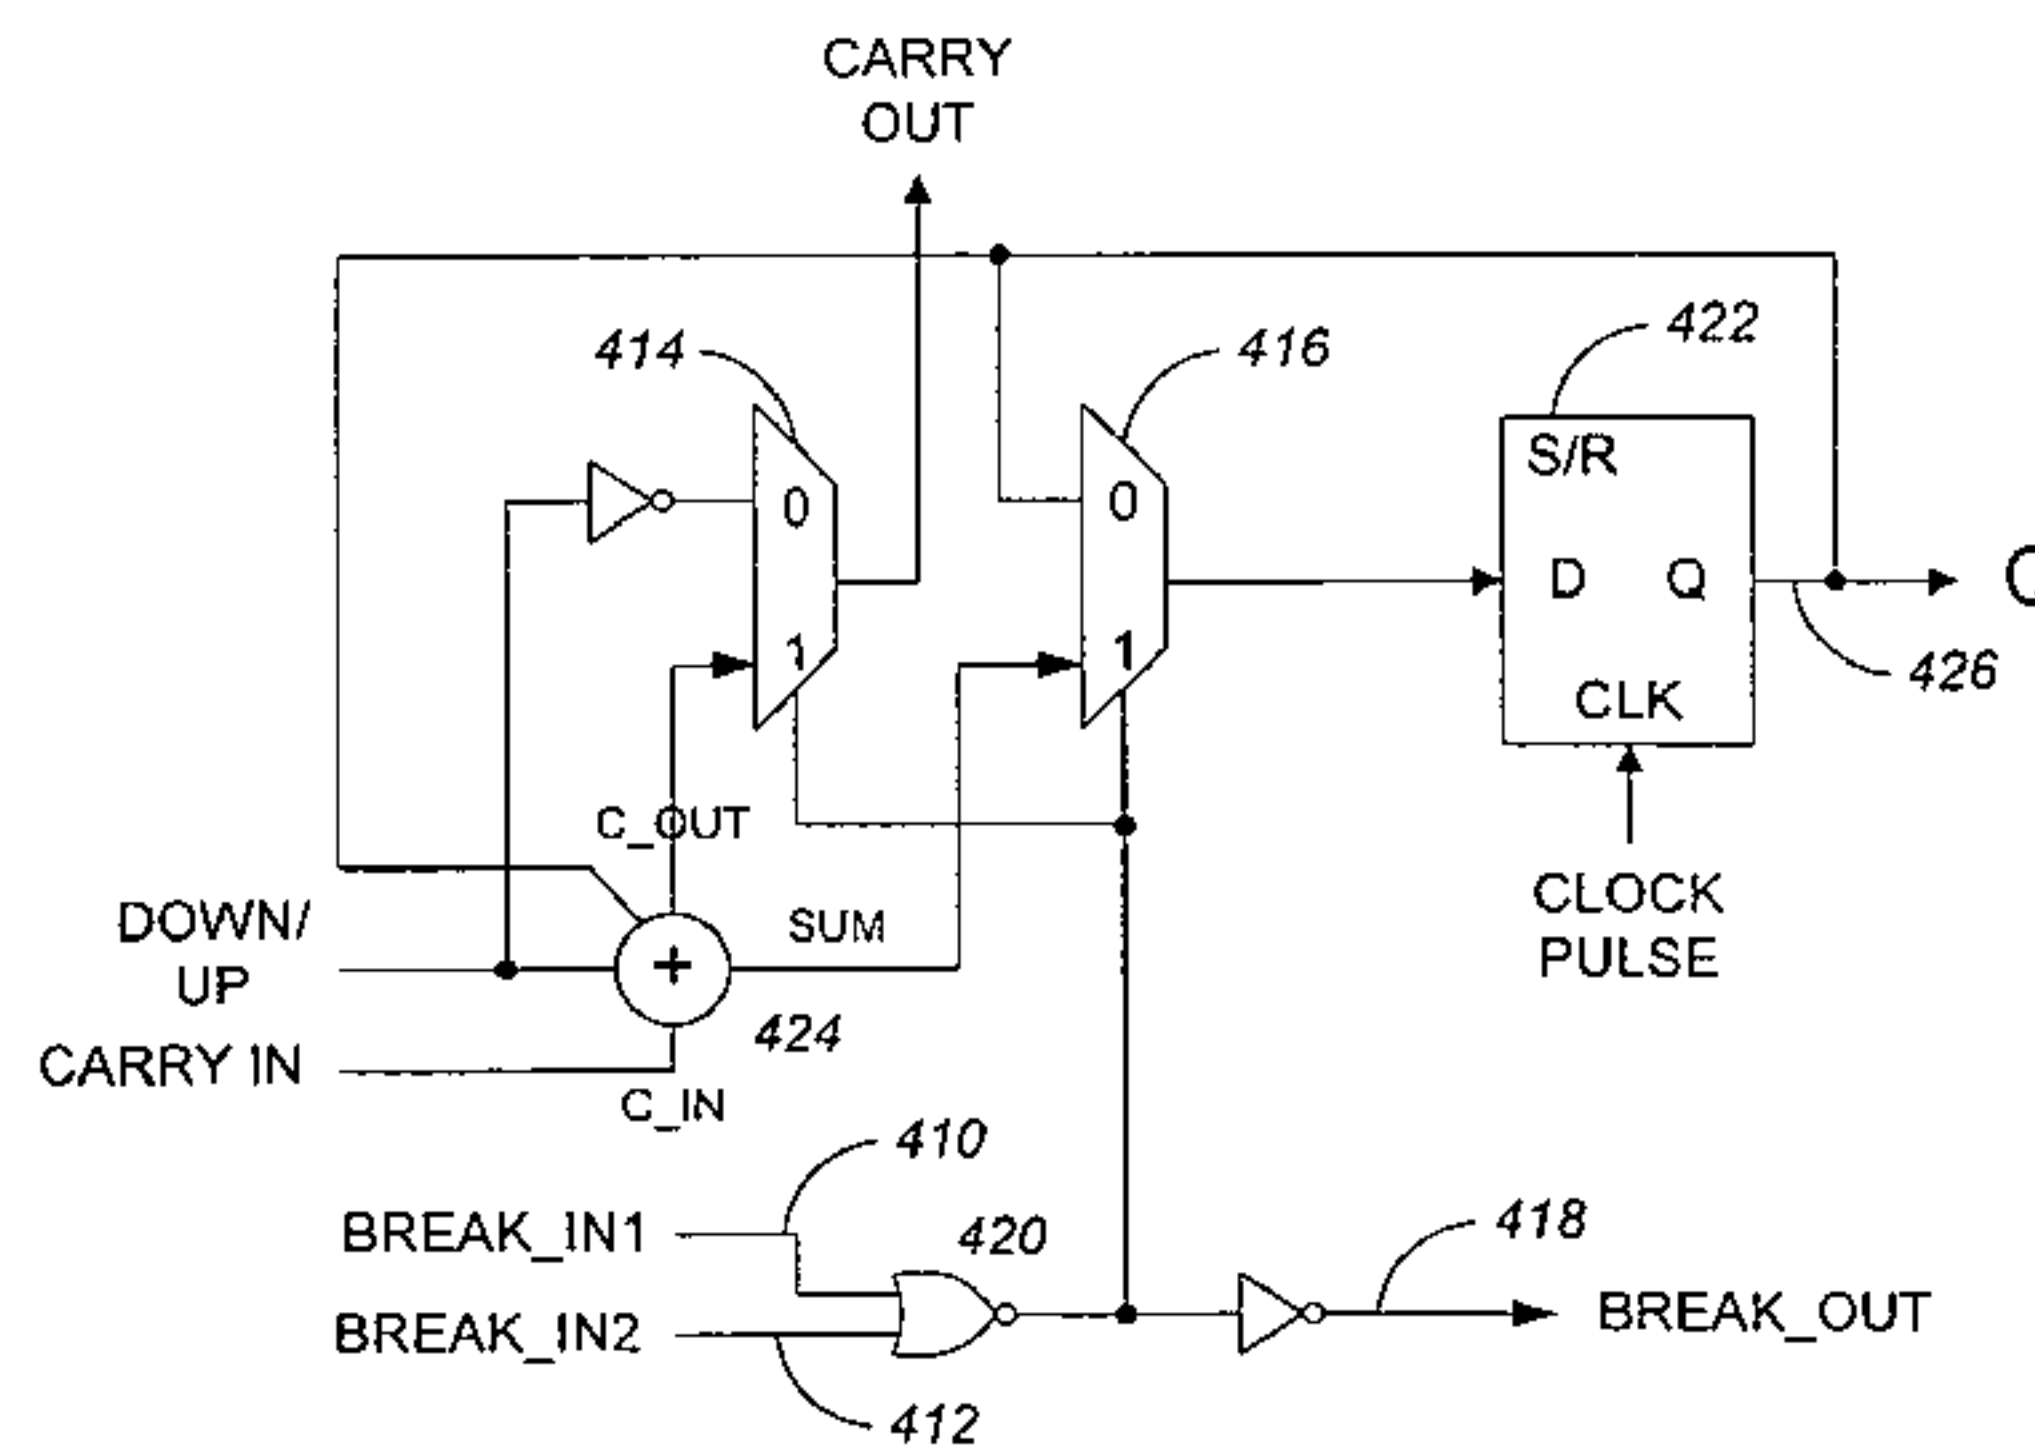 CARRY
OUT
414
416
422
S/R
0
0
D
Q
Q
1
1
426
CLK
C_OUT
DOWN/
UP
SUM
+
CLOCK
PULSE
424
CARRY IN
C_IN
410
BREAK_IN1
420
418
BREAK_IN2
BREAK_OUT
412